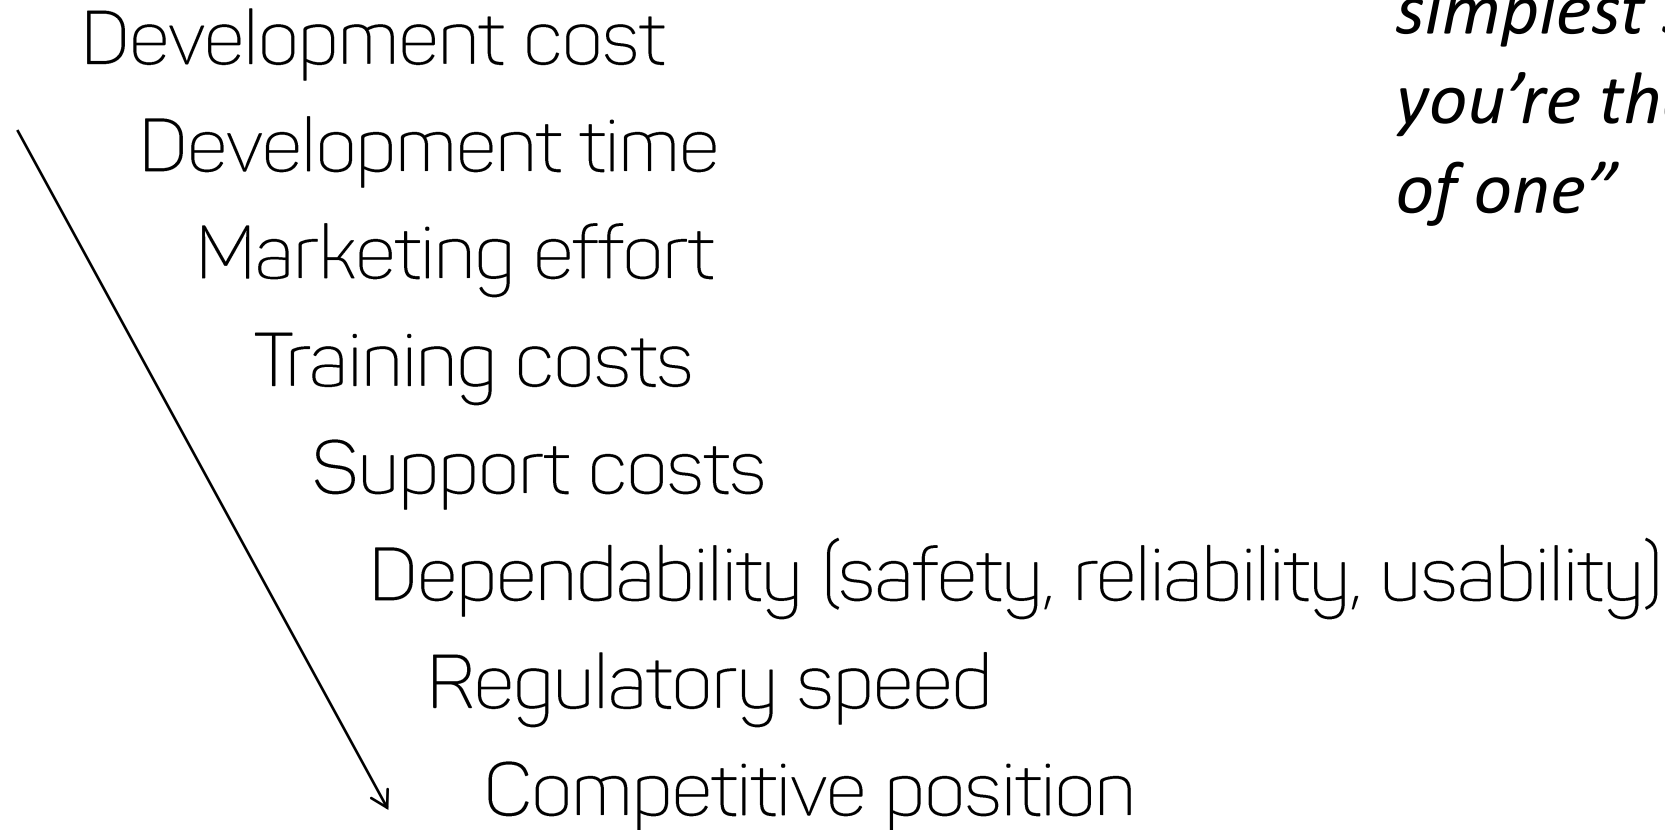 Development cost
Development time
Marketing effort
Training costs
Support costs
Dependability (safety, reliability, usability)
Regulatory speed
Competitive position
simplest
you’re
of one”